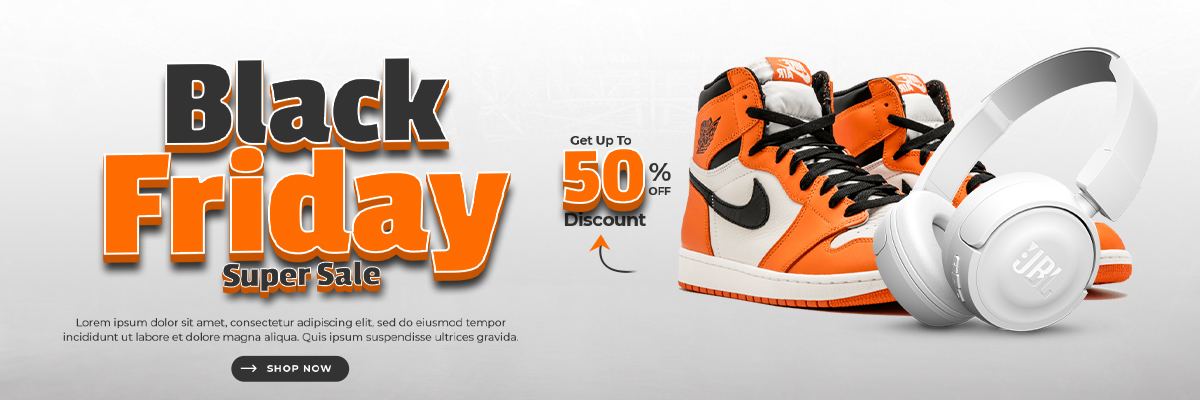 Black
Friday
Super Sale
Lorem ipsum dolor sit amet, consectetur adipiscing elit, sed do eiusmod tempor
incididunt ut labore et dolore magna aliqua. Quis ipsum suspendisse ultrices gravida.
SHOP NOW
Get Up To
50%
OFF
Discount
JBL